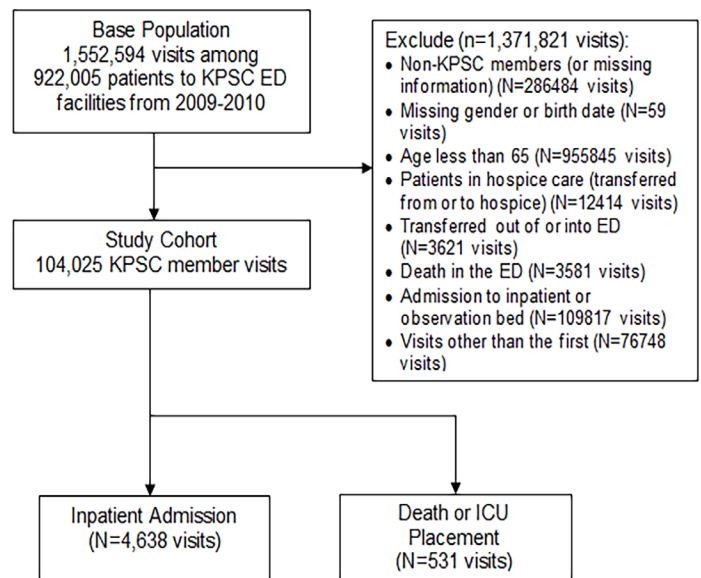 Base Population
1,552,594 visits among
922,005 patients to KPSC ED
facilities from 2009-2010
Exclude (n=1,371,821 visits):
• Non-KPSC members (or missing
information) (N=286484 visits)
• Missing gender or birth date (N=59
visits)
• Age less than 65 (N=955845 visits)
• Patients in hospice care (transferred
from or to hospice) (N=12414 visits)
• Transferred out of or into ED
(N=3621 visits)
• Death in the ED (N=3581 visits)
• Admission to inpatient or
observation bed (N=109817 visits)
• Visits other than the first (N=76748
visits)
Study Cohort
104,025 KPSC member visits
Inpatient Admission
(N=4,638 visits)
Death or ICU
Placement
(N=531 visits)